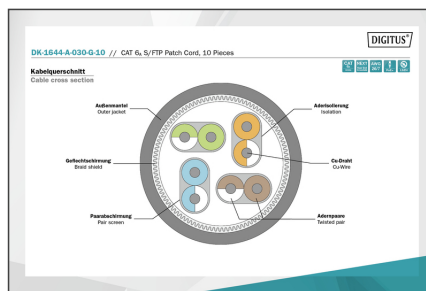 DIGITUS®
DK-1644-A-030-G-10 // CAT 6A S/FTP Patch Cord, 10 Pieces
Kabelquerschnitt
Cable cross section
Außenmantel
Outer jacket
Aderisolierung
Isolation
Geflechtschirmung
Braid shield
Cu-Draht
Cu-Wire
Paarabschirmung
Pair screen
Adernpaare
Twisted pair